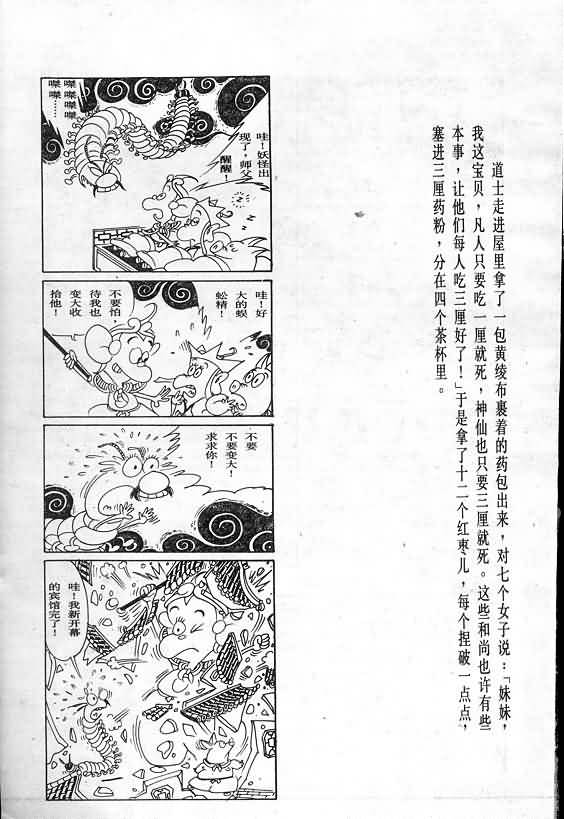 道士走进屋里拿了一包黄绫布裹着的药包出来，对七个女子说：「妹妹，
我这宝贝，凡人只要吃一厘就死，神仙也只要三厘就死。这些和尚也许有些
本事，让他们每人吃三厘好了！」于是拿了十二个红枣儿，每个捏破一点点，
塞进三厘药粉，分在四个茶杯里。
哇！妖怪出
现了，师父
醒醒！
哇！好
大的蜈
蚣精！
不要怕，
待我也
变大收
拾他！
不要
不要变大！
求求你！
哇！我新开幕
的宾馆完了！